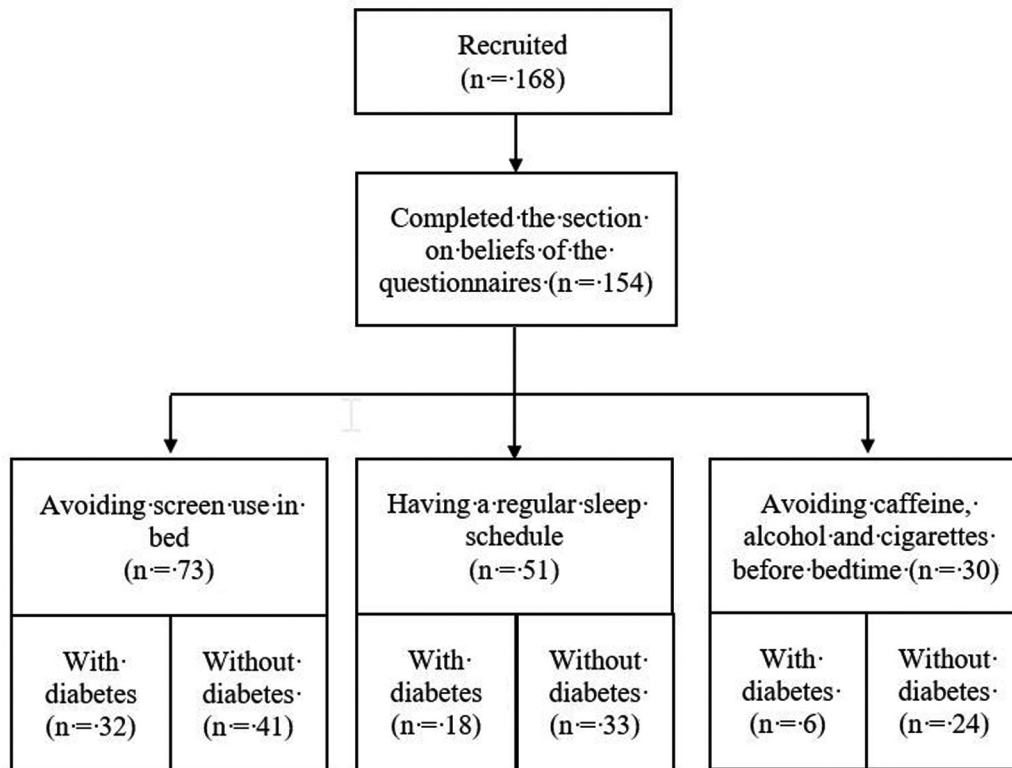 Recruited
(n·=·168)
Completed·the·section·
on·beliefs·of·the·
questionnaires·(n·=·154)
Avoiding·screen·use·in·
bed
(n·=·73)
Having·a·regular·sleep·
schedule
(n·=·51)
Avoiding·caffeine,·
alcohol·and·cigarettes·
before·bedtime·(n·=·30)
With·
diabetes
(n·=·32)
Without·
diabetes·
(n·=·41)
With·
diabetes
(n·=·18)
Without·
diabetes·
(n·=·33)
With·
diabetes·
(n·=·6)
Without·
diabetes·
(n·=·24)